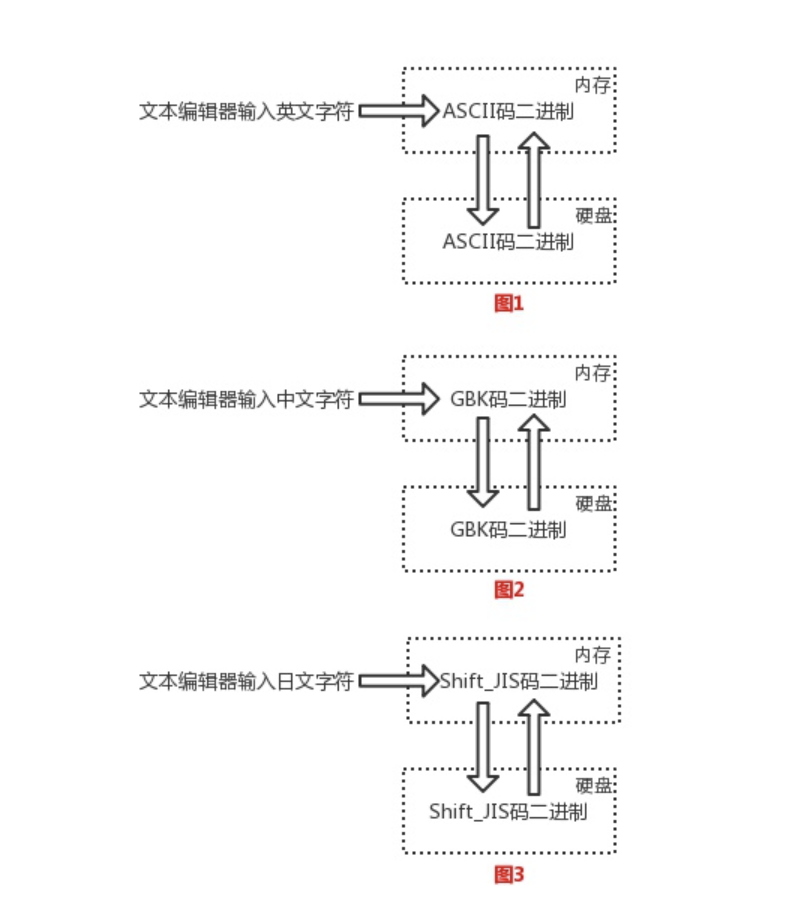 内存
文本编辑器输入英文字符
ASCII码二进制
硬盘
ASCII码二进制
图1
内存
文本编辑器输入中文字符
GBK码二进制
硬盘
GBK码二进制
图2
内存
文本编辑器输入日文字符
Shift_JIS码二进制
硬盘
Shift_JIS码二进制
图3